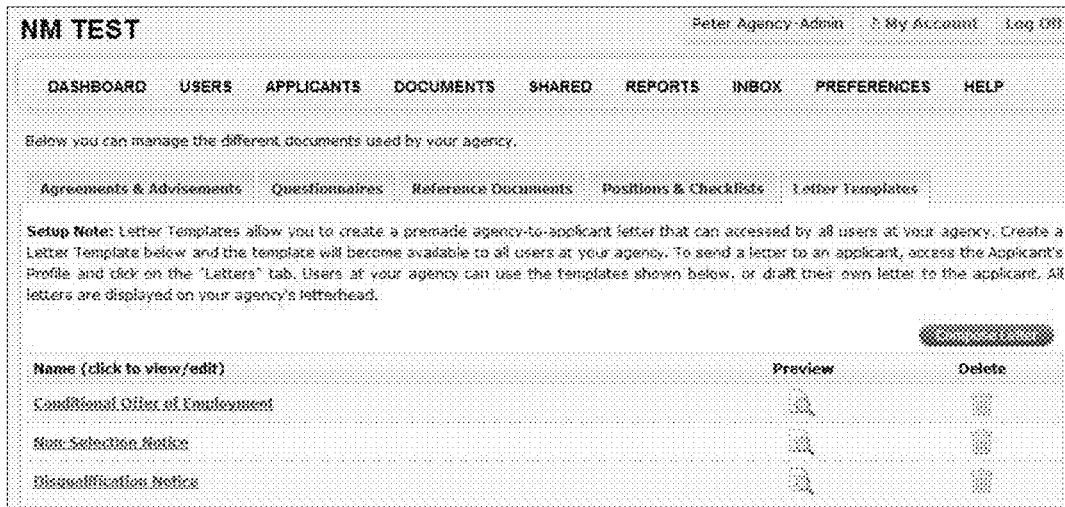 NM TEST
Peter Agency-Admin My Account Log Off
DASHBOARD USERS APPLICANTS DOCUMENTS SHARED REPORTS INBOX PREFERENCES HELP
Below you can manage the different documents used by your agency.
Agreements & Advisements Questionnaires Reference Documents Positions & Checklists Letter Templates
Setup Note: Letter Templates allow you to create a premade agency-to-applicant letter that can accessed by all users at your agency. Create a
Letter Template below and the template will become available to all users at your agency. To send a letter to an applicant, access the Applicant's
Profile and click on the "Letters" tab. Users at your agency can use the templates shown below, or draft their own letter to the applicant. All
letters are displayed on your agency's letterhead.
Name (click to view/edit) Preview Delete
Conditional Offer of Employment
Non-Selection Notice
Disqualification Notice